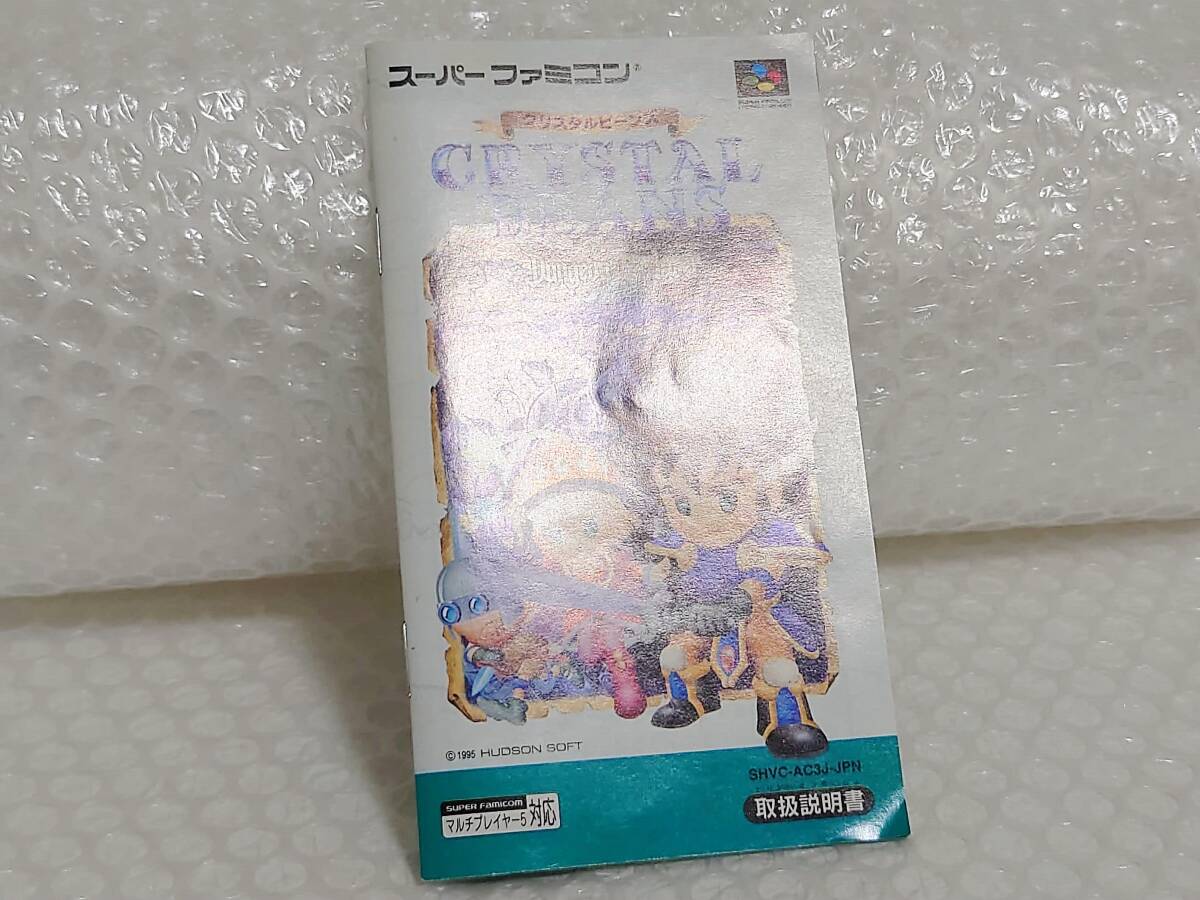 スーパーファミコン
クリスタルビーンズ
CRYSTAL
BEANS
©1995 HUDSON SOFT
SHVC-AC3J-JPN
SUPER FAMICOM
マルチプレイヤー5 対応
取扱説明書